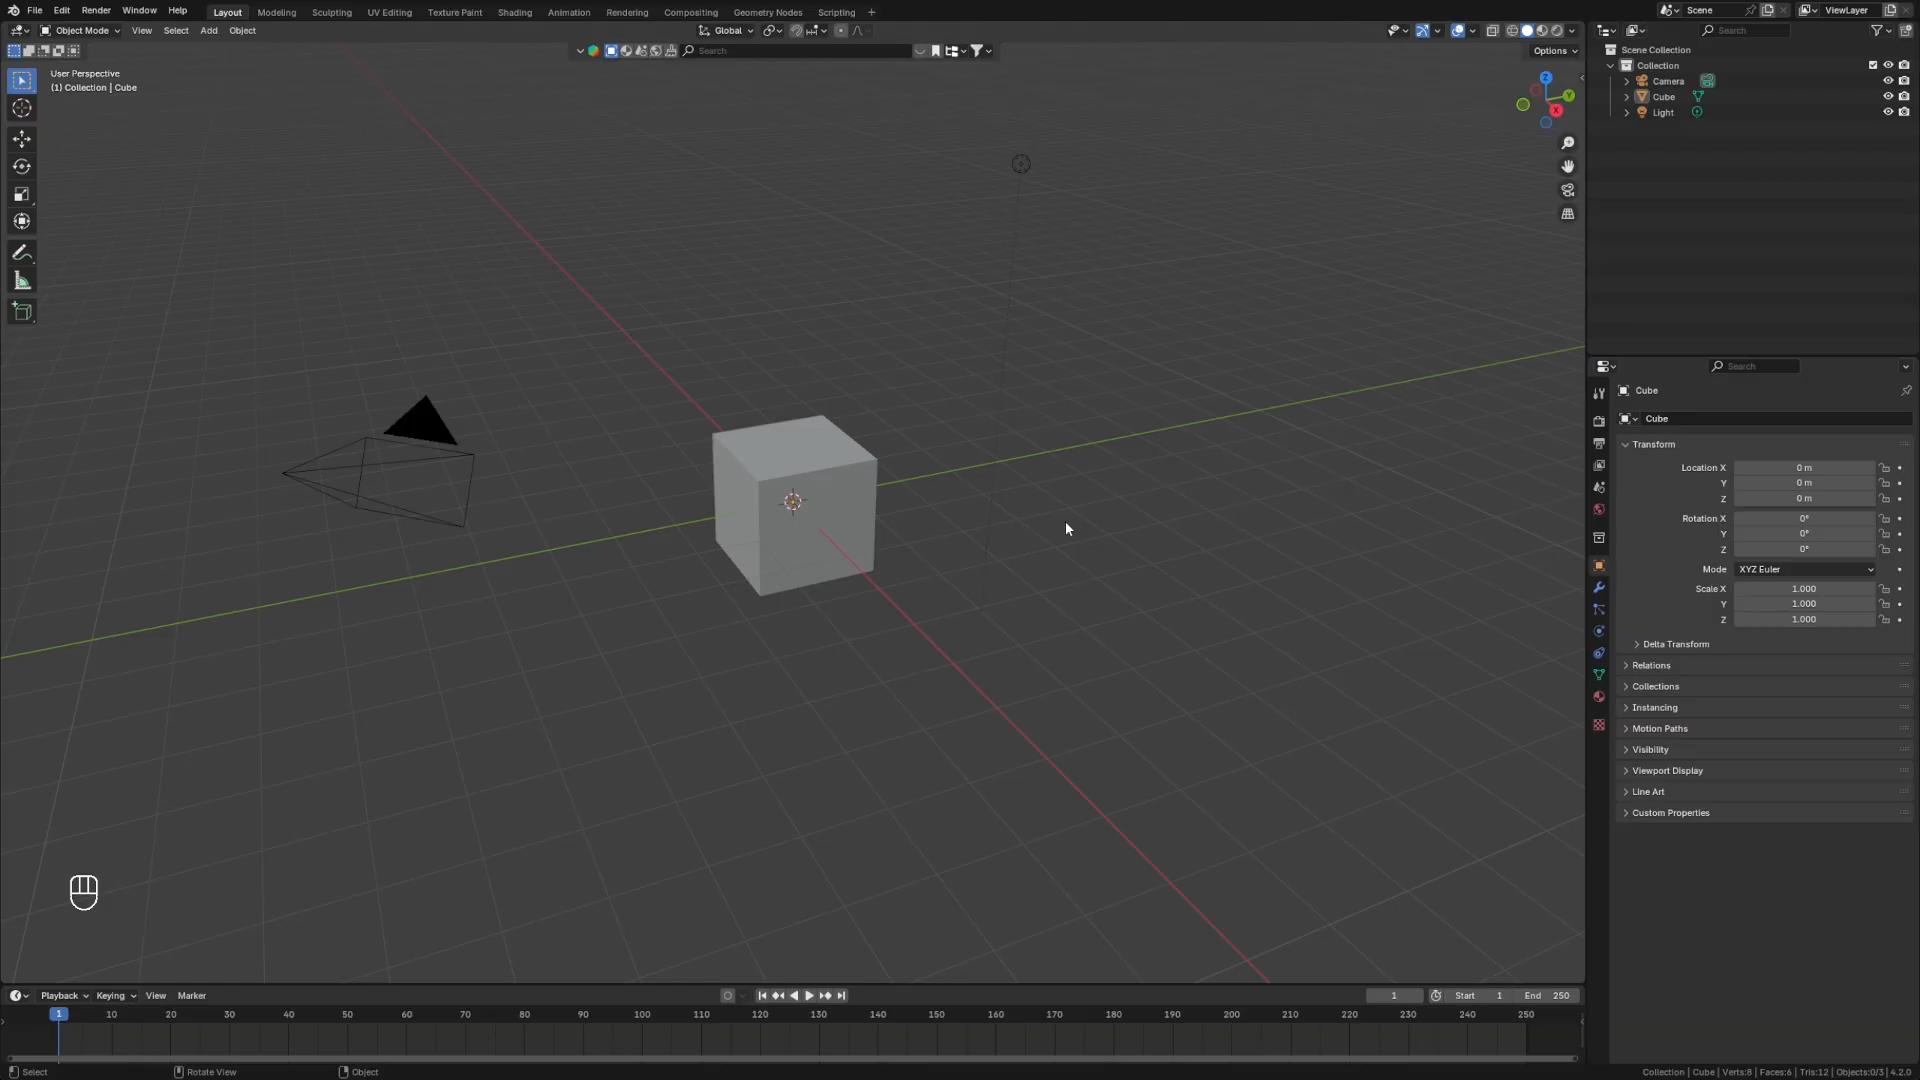 File Edit Render Window Help Layout Modeling Sculpting UV Editing Texture Paint Shading Animation Rendering Compositing Geometry Nodes Scripting + Scene ViewLayer
Object Mode View Select Add Object Global Search
Search Options
User Perspective
(1) Collection | Cube
Z
Y
X
Scene Collection
Collection
Camera
Cube
Light
Search
Cube
Cube
Transform
Location X 0 m
Y 0 m
Z 0 m
Rotation X 0°
Y 0°
Z 0°
Mode XYZ Euler
Scale X 1.000
Y 1.000
Z 1.000
Delta Transform
Relations
Collections
Instancing
Motion Paths
Visibility
Viewport Display
Line Art
Custom Properties
Playback Keying View Marker 1 Start 1 End 250
1 10 20 30 40 50 60 70 80 90 100 110 120 130 140 150 160 170 180 190 200 210 220 230 240 250
Select Rotate View Object Collection | Cube | Verts:8 | Faces:6 | Tris:12 | Objects:0/3 | 4.2.0